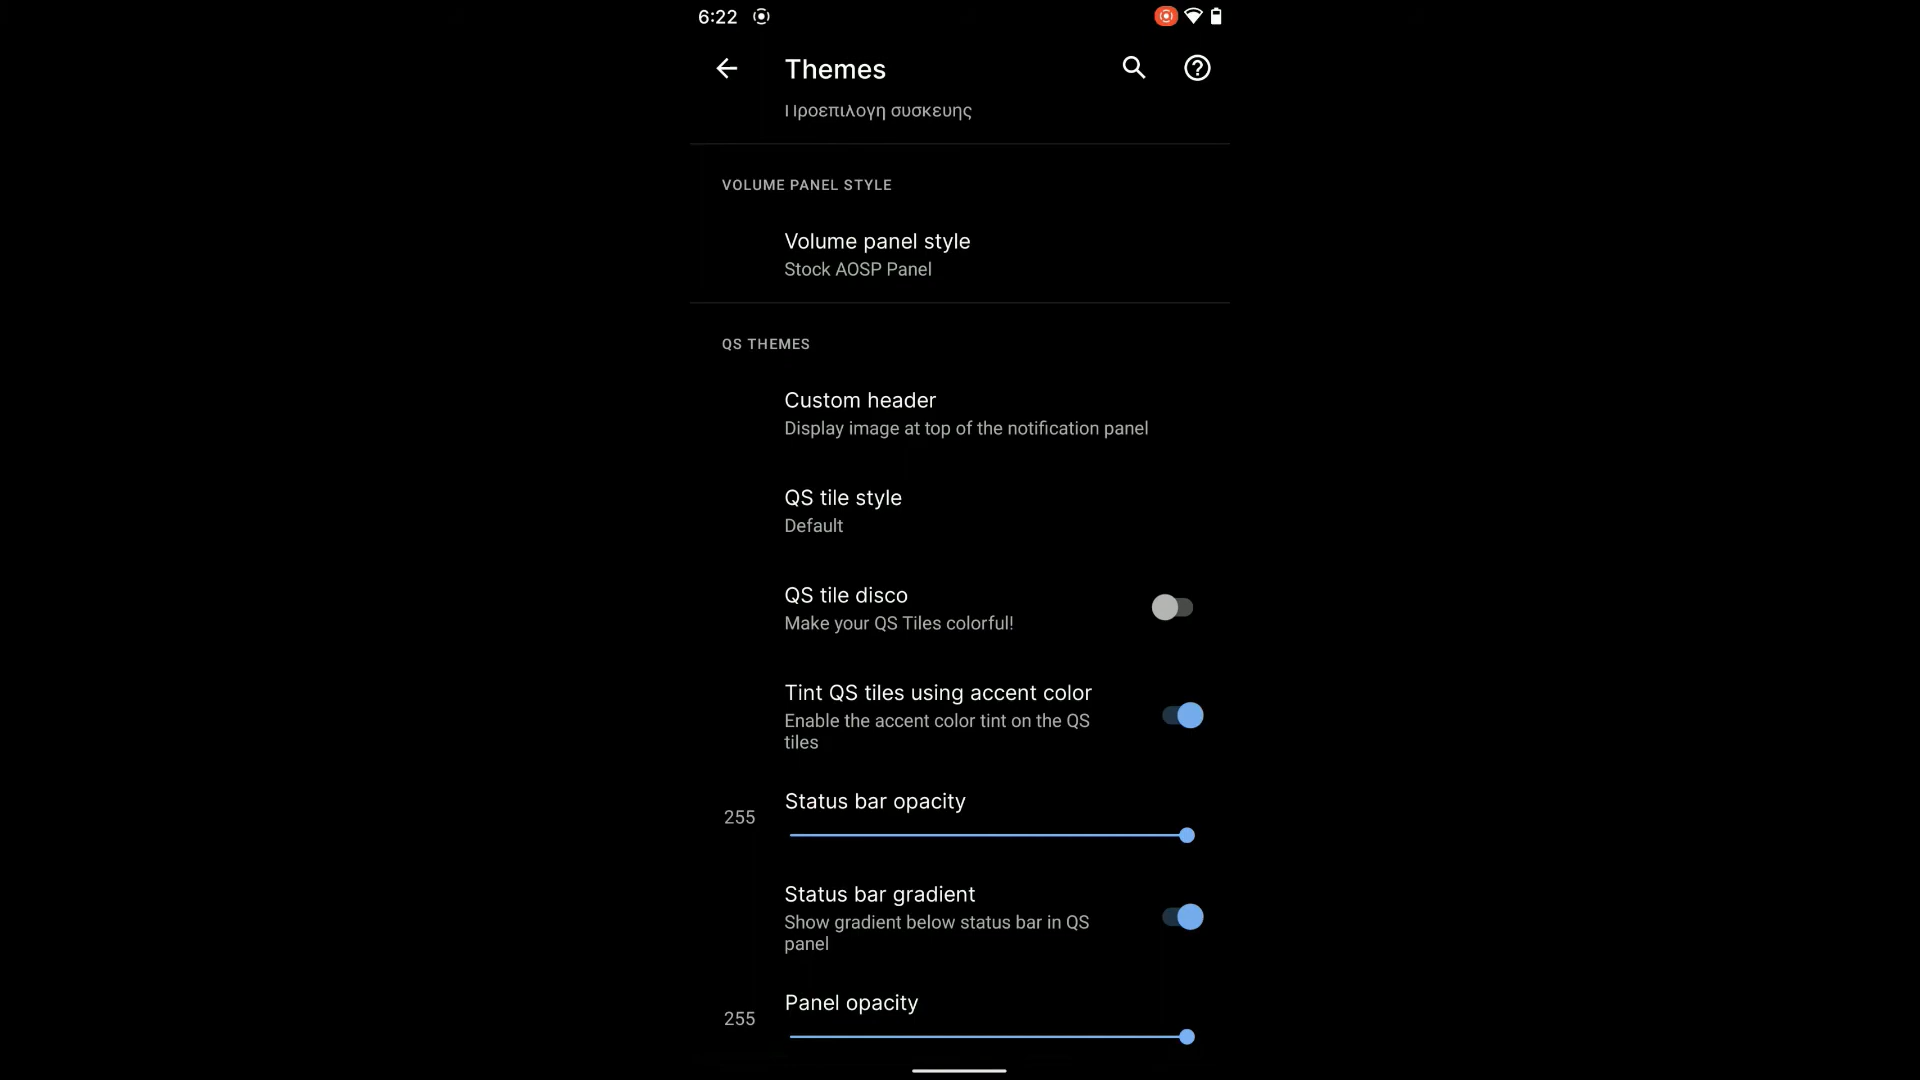 6:22
Themes
Προεπιλογή συσκευής
VOLUME PANEL STYLE
Volume panel style
Stock AOSP Panel
QS THEMES
Custom header
Display image at top of the notification panel
QS tile style
Default
QS tile disco
Make your QS Tiles colorful!
Tint QS tiles using accent color
Enable the accent color tint on the QS
tiles
Status bar opacity
255
Status bar gradient
Show gradient below status bar in QS
panel
Panel opacity
255